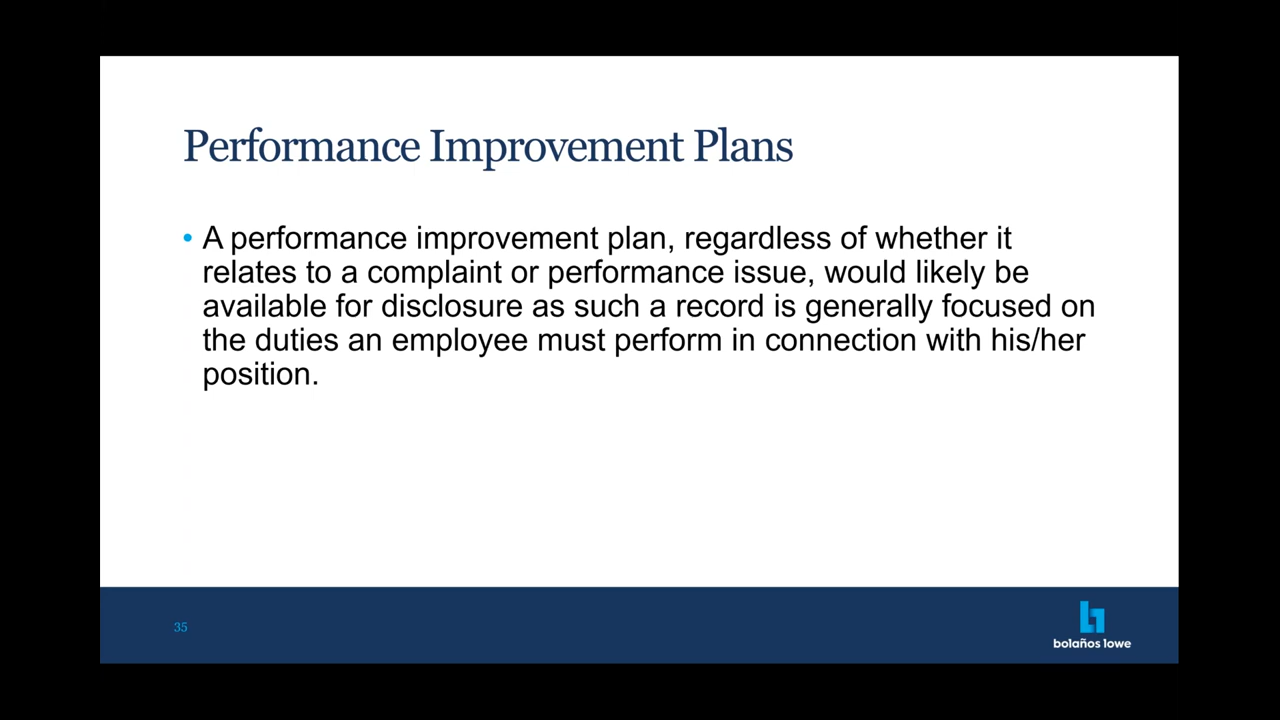 Performance Improvement Plans
• A performance improvement plan, regardless of whether it
relates to a complaint or performance issue, would likely be
available for disclosure as such a record is generally focused on
the duties an employee must perform in connection with his/her
position.
35
bolaños lowe